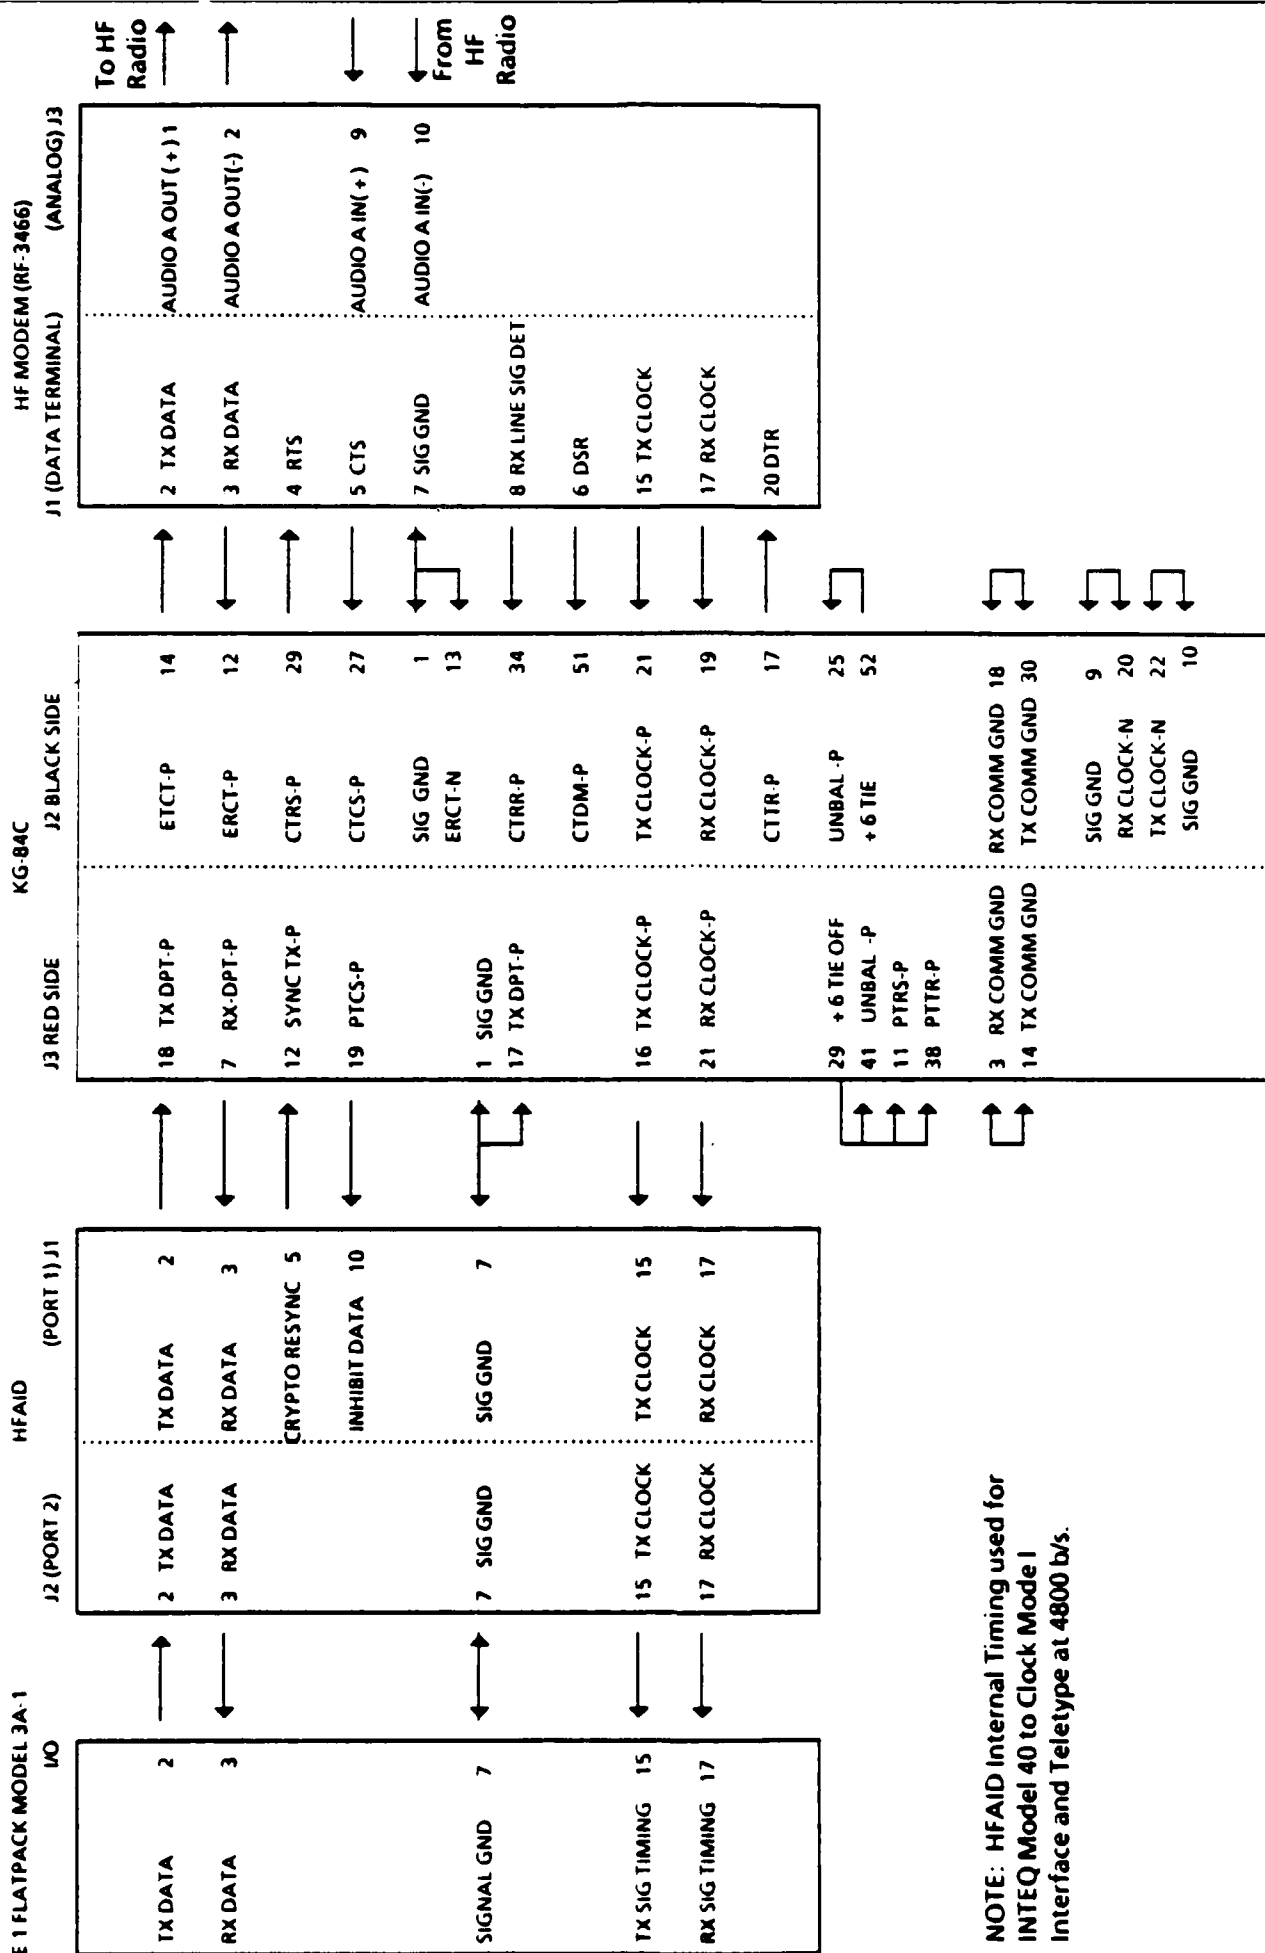 E 1 FLATPACK MODEL 3A-1
I/O
TX DATA 2
RX DATA 3
SIGNAL GND 7
TX SIG TIMING 15
RX SIG TIMING 17
HFAID
J2 (PORT 2) (PORT 1) J1
2 TX DATA TX DATA 2
3 RX DATA RX DATA 3
CRYPTO RESYNC 5
INHIBIT DATA 10
7 SIG GND SIG GND 7
15 TX CLOCK TX CLOCK 15
17 RX CLOCK RX CLOCK 17
KG-84C
J3 RED SIDE J2 BLACK SIDE
18 TX DPT-P ETCT-P 14
7 RX-DPT-P ERCT-P 12
12 SYNC TX-P CTRS-P 29
19 PTCS-P CTCS-P 27
SIG GND 1
ERCT-N 13
1 SIG GND
17 TX DPT-P CTRR-P 34
CTDM-P 51
16 TX CLOCK-P TX CLOCK-P 21
21 RX CLOCK-P RX CLOCK-P 19
CTTR-P 17
29 +6 TIE OFF UNBAL -P 25
41 UNBAL -P +6 TIE 52
11 PTRS-P
38 PTTR-P
3 RX COMM GND RX COMM GND 18
14 TX COMM GND TX COMM GND 30
SIG GND 9
RX CLOCK-N 20
TX CLOCK-N 22
SIG GND 10
HF MODEM (RF-3466)
J1 (DATA TERMINAL) (ANALOG) J3
2 TX DATA AUDIO A OUT (+) 1
3 RX DATA AUDIO A OUT(-) 2
4 RTS
5 CTS AUDIO A IN(+) 9
7 SIG GND AUDIO A IN(-) 10
8 RX LINE SIG DET
6 DSR
15 TX CLOCK
17 RX CLOCK
20 DTR
To HF
Radio
From
HF
Radio
NOTE: HFAID Internal Timing used for
INTEQ Model 40 to Clock Mode I
Interface and Teletype at 4800 b/s.